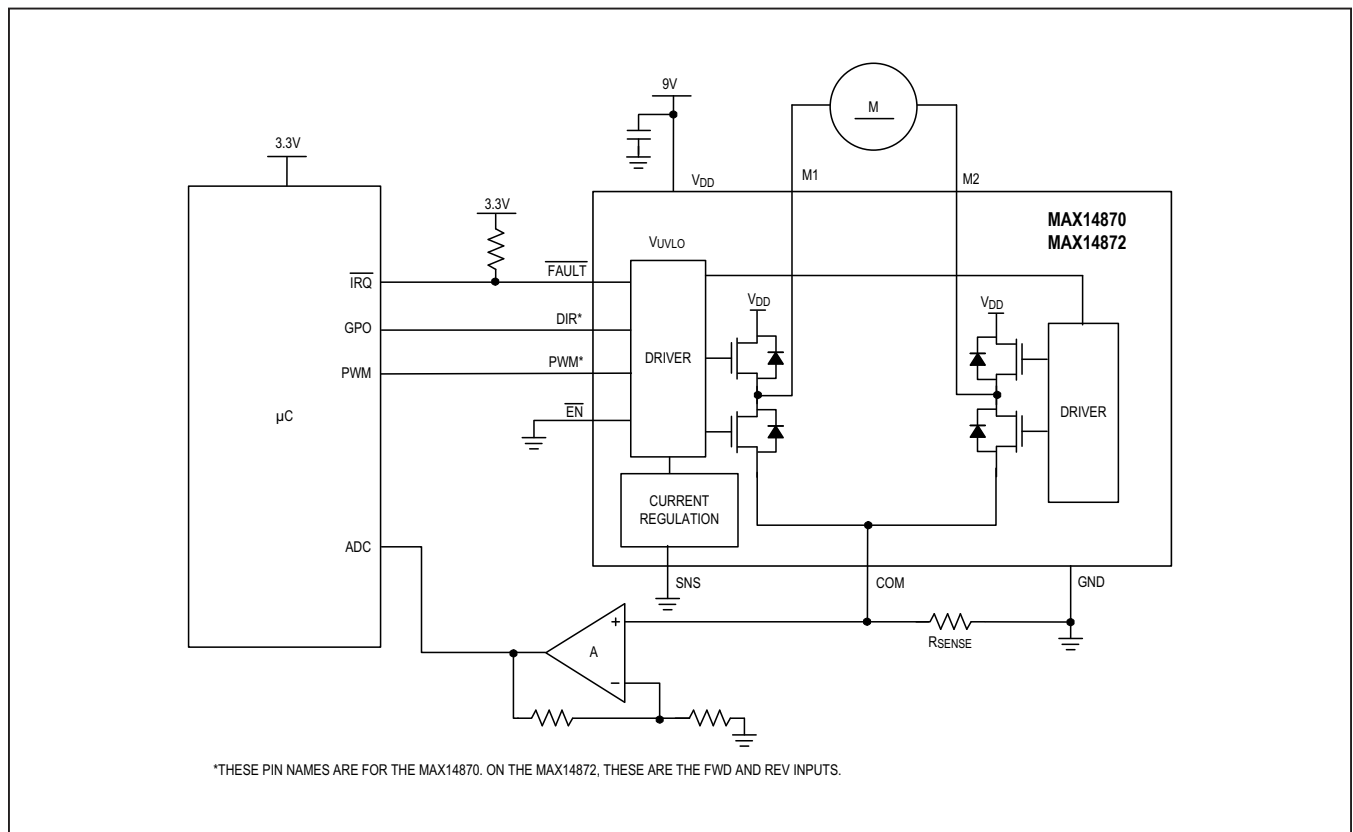 9V
M
3.3V
M1
M2
VDD
3.3V
MAX14870
MAX14872
VUVLO
FAULT
IRQ
VDD
VDD
GPO
DIR*
DRIVER
PWM
PWM*
DRIVER
µC
EN
CURRENT
REGULATION
ADC
SNS
COM
GND
+
RSENSE
A
−
*THESE PIN NAMES ARE FOR THE MAX14870. ON THE MAX14872, THESE ARE THE FWD AND REV INPUTS.